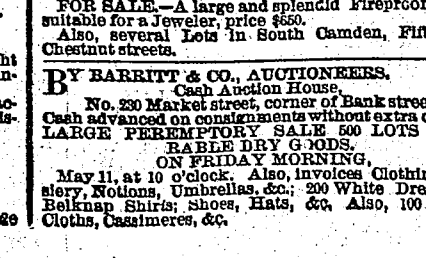 FOR SALE.—A large and splendid Fireproof
suitable for a Jeweler, price $650.
Also, several Lots in South Camden, Fif
Chestnut streets.
BY BARRITT & CO., AUCTIONEERS.
Cash Auction House,
No. 230 Market street, corner of Bank stree
Cash advanced on consignments without extra c
LARGE PEREMPTORY SALE 500 LOTS
RABLE DRY GOODS.
ON FRIDAY MORNING,
May 11, at 10 o'clock. Also, invoices Clothi
siery, Notions, Umbrellas, &c.; 200 White Dre
Belknap Shirts; Shoes, Hats, &c. Also, 100
Cloths, Cassimeres, &c.